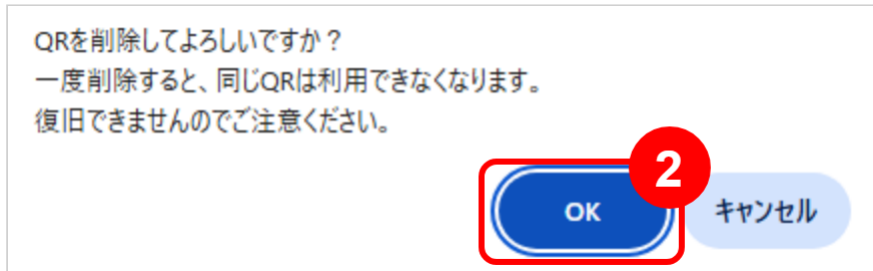 QRを削除してよろしいですか？
一度削除すると、同じQRは利用できなくなります。
復旧できませんのでご注意ください。
2
OK
キャンセル